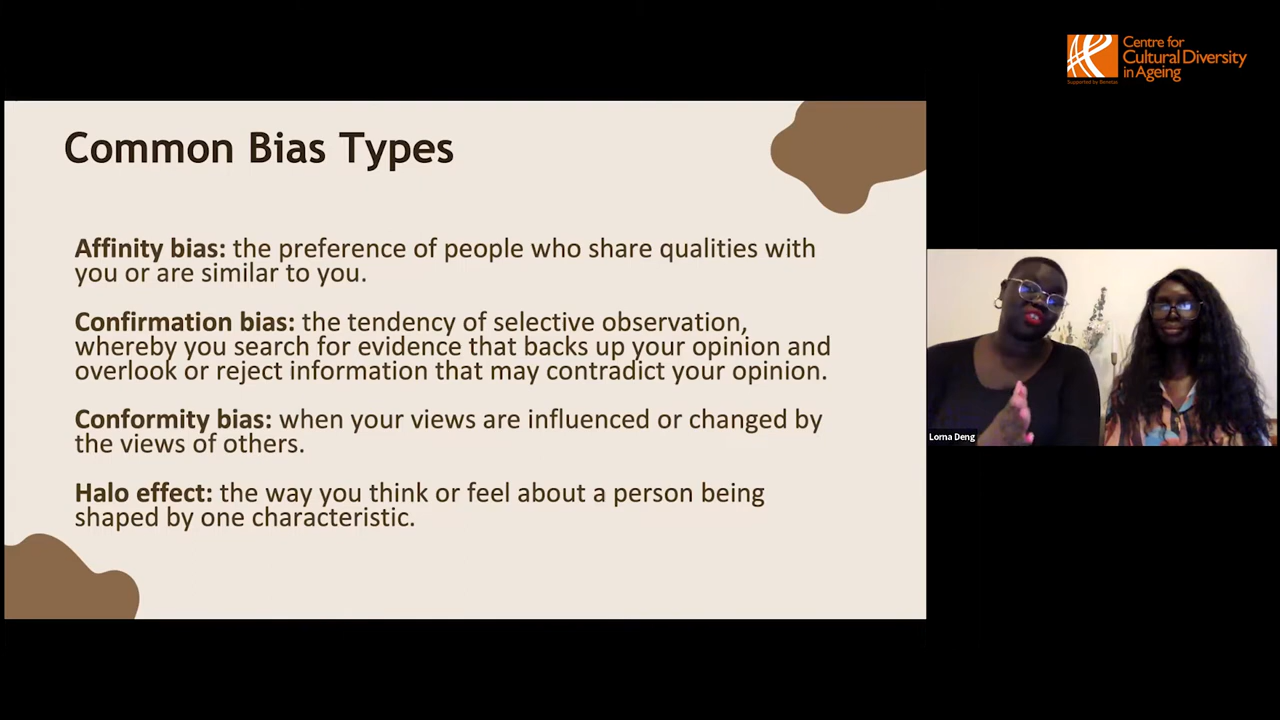 Centre for
Cultural Diversity
in Ageing
Supported by Benetas
Common Bias Types
Affinity bias: the preference of people who share qualities with
you or are similar to you.
Confirmation bias: the tendency of selective observation,
whereby you search for evidence that backs up your opinion and
overlook or reject information that may contradict your opinion.
Conformity bias: when your views are influenced or changed by
the views of others.
Halo effect: the way you think or feel about a person being
shaped by one characteristic.
Lorna Deng